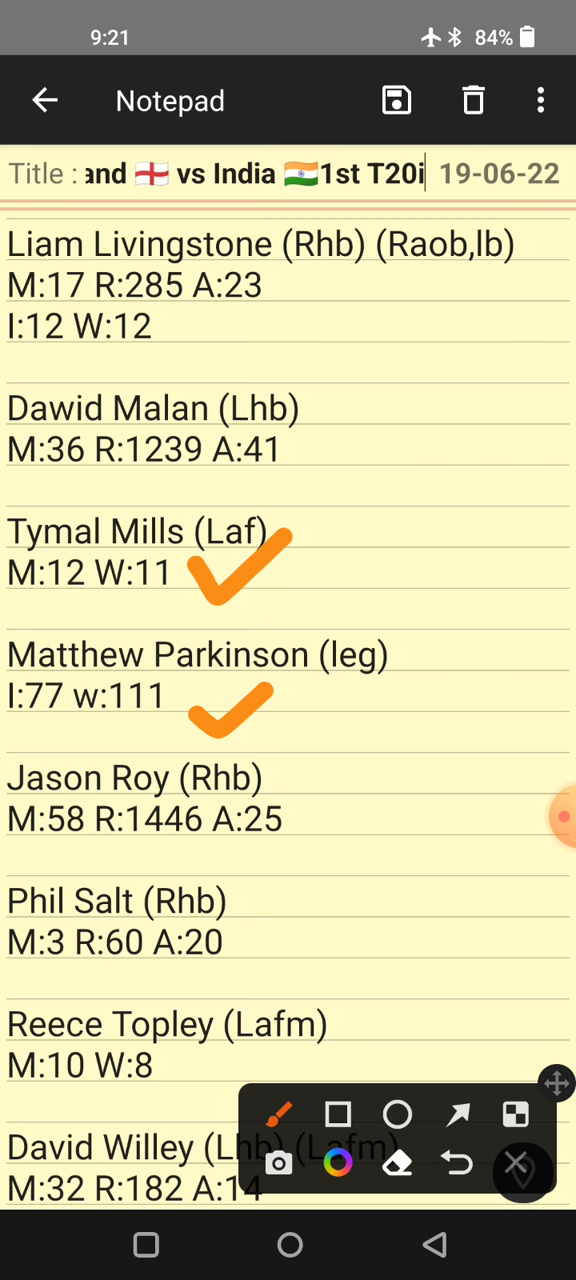 9:21
84%
Notepad
Title : and 🏴󠁧󠁢󠁥󠁮󠁧󠁿 vs India 🇮🇳1st T20i 19-06-22
Liam Livingstone (Rhb) (Raob,lb)
M:17 R:285 A:23
I:12 W:12
Dawid Malan (Lhb)
M:36 R:1239 A:41
Tymal Mills (Laf)
M:12 W:11
Matthew Parkinson (leg)
I:77 w:111
Jason Roy (Rhb)
M:58 R:1446 A:25
Phil Salt (Rhb)
M:3 R:60 A:20
Reece Topley (Lafm)
M:10 W:8
David Willey (Lhb) (Lafm)
M:32 R:182 A:14